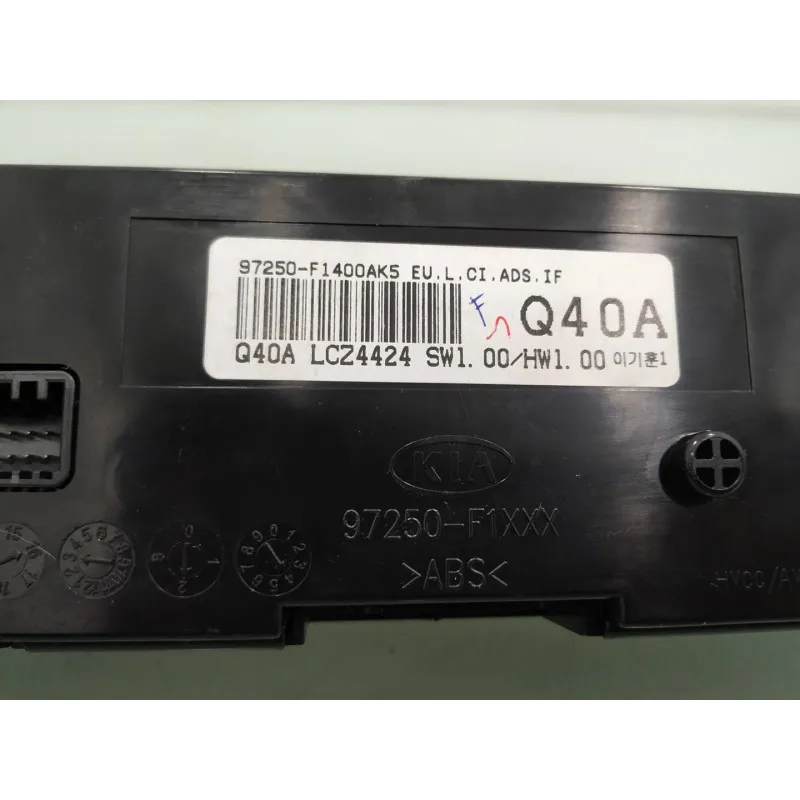 97250-F1400AK5 EU.L.CI.ADS.IF
Q40A
Q40A LCZ4424 SW1.00/HW1.00 이기훈1
KIA
97250-F1XXX
>ABS<